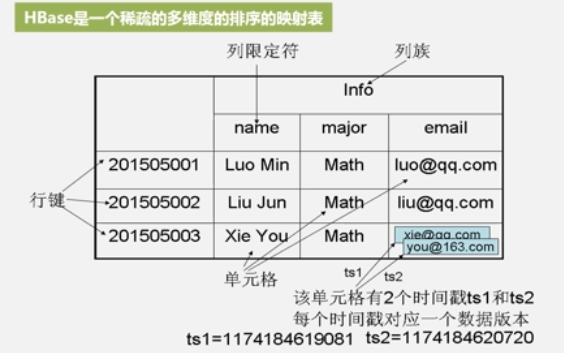 HBase是一个稀疏的多维度的排序的映射表
列限定符 列族
Info
name major email
201505001 Luo Min Math luo@qq.com
行键 201505002 Liu Jun Math liu@qq.com
201505003 Xie You Math xie@qq.com
you@163.com
单元格 ts1 ts2
该单元格有2个时间戳ts1和ts2
每个时间戳对应一个数据版本
ts1=1174184619081 ts2=1174184620720